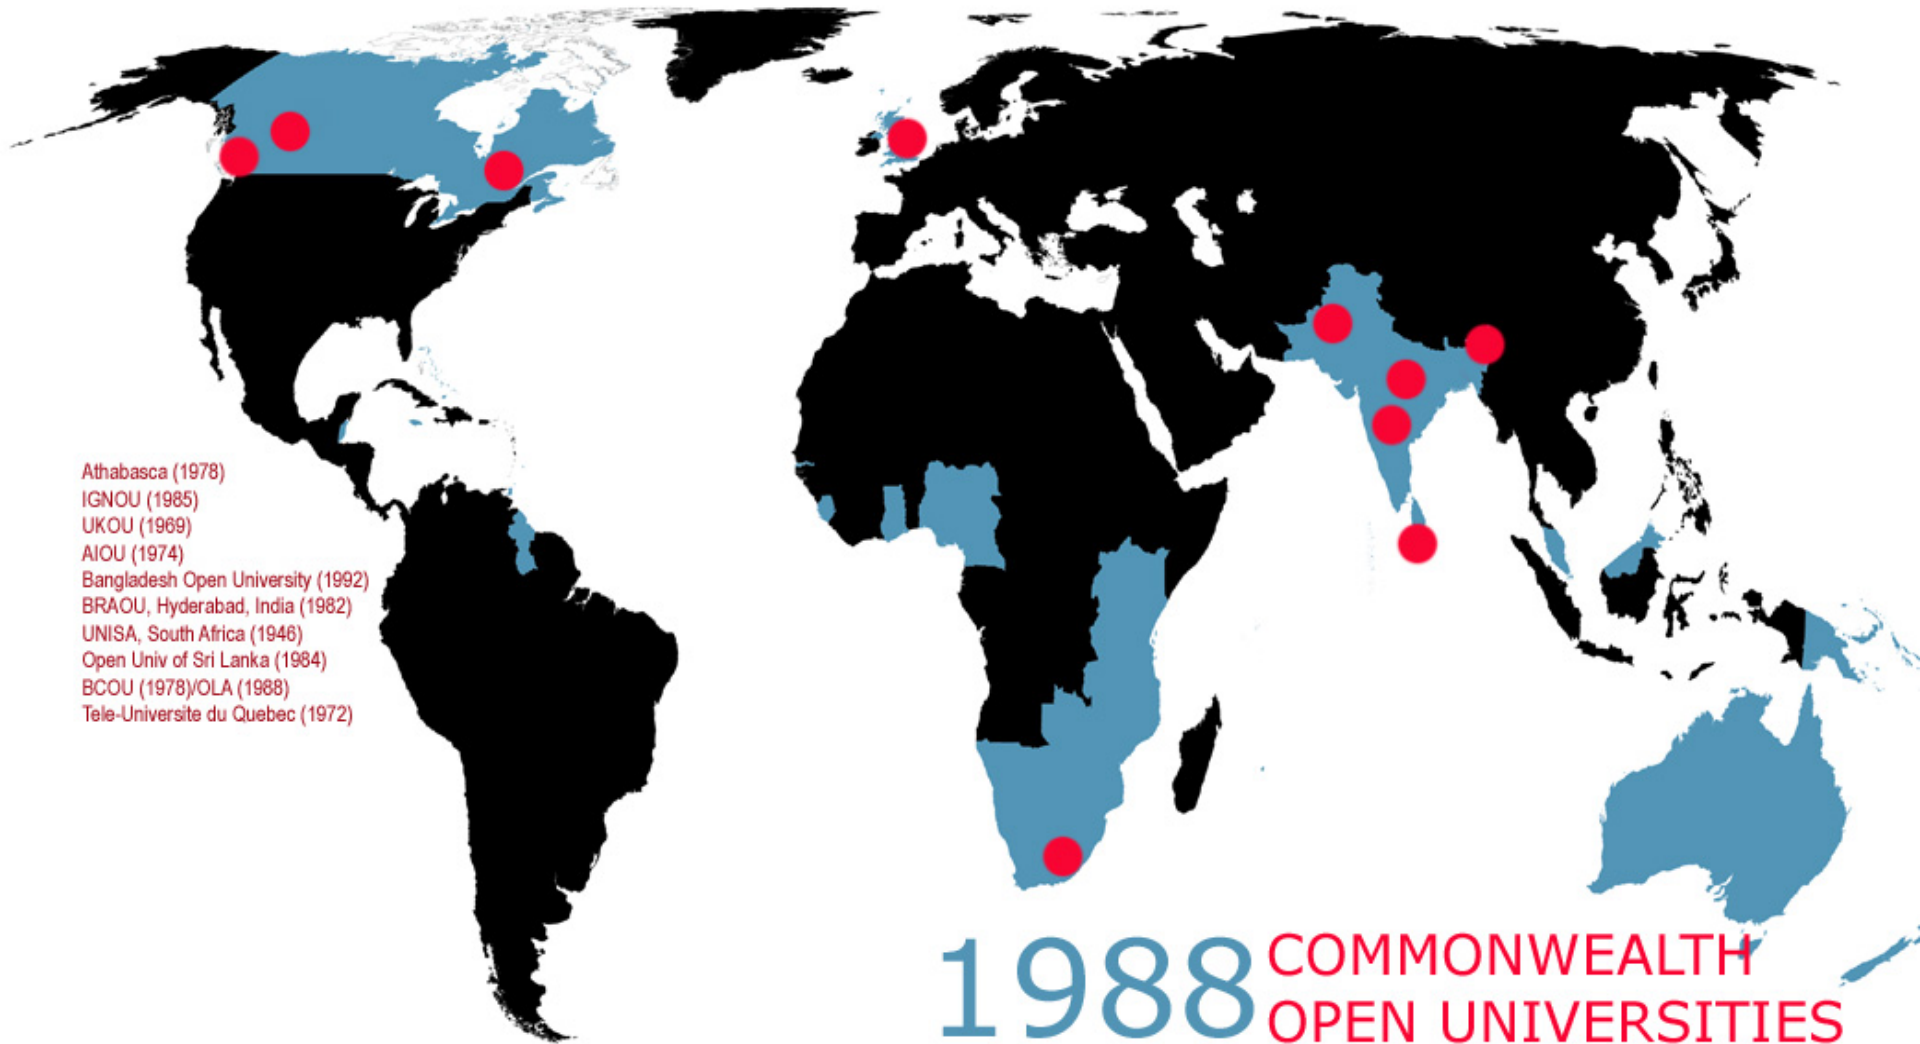 Athabasca (1978)
IGNOU (1985)
UKOU (1969)
AIOU (1974)
Bangladesh Open University (1992)
BRAOU, Hyderabad, India (1982)
UNISA, South Africa (1946)
Open Univ of Sri Lanka (1984)
BCOU (1978)/OLA (1988)
Tele-Universite du Quebec (1972)
1988
COMMONWEALTH
OPEN UNIVERSITIES